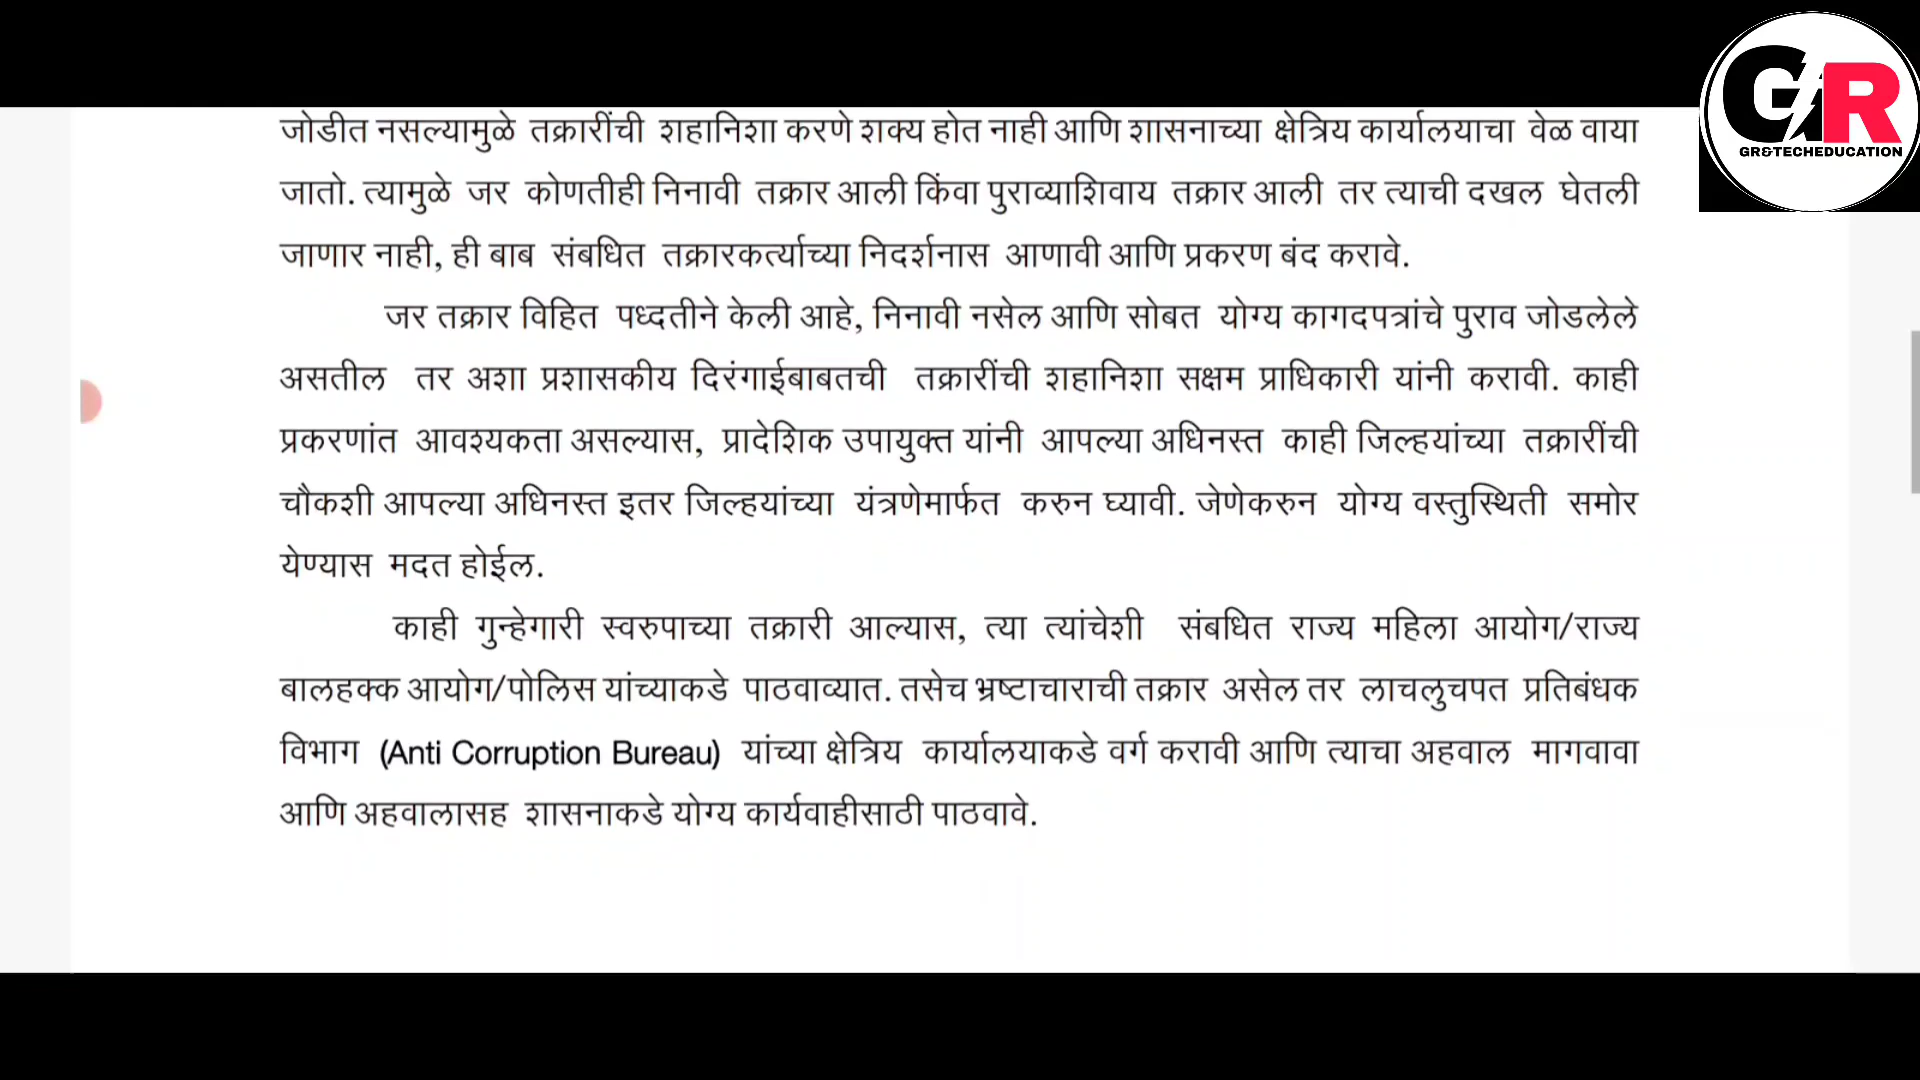 GR
GR&TECHEDUCATION
जोडीत नसल्यामुळे तक्रारींची शहानिशा करणे शक्य होत नाही आणि शासनाच्या क्षेत्रिय कार्यालयाचा वेळ वाया
जातो. त्यामुळे जर कोणतीही निनावी तक्रार आली किंवा पुराव्याशिवाय तक्रार आली तर त्याची दखल घेतली
जाणार नाही, ही बाब संबधित तक्रारकर्त्याच्या निदर्शनास आणावी आणि प्रकरण बंद करावे.
जर तक्रार विहित पध्दतीने केली आहे, निनावी नसेल आणि सोबत योग्य कागदपत्रांचे पुराव जोडलेले
असतील तर अशा प्रशासकीय दिरंगाईबाबतची तक्रारींची शहानिशा सक्षम प्राधिकारी यांनी करावी. काही
प्रकरणांत आवश्यकता असल्यास, प्रादेशिक उपायुक्त यांनी आपल्या अधिनस्त काही जिल्हयांच्या तक्रारींची
चौकशी आपल्या अधिनस्त इतर जिल्हयांच्या यंत्रणेमार्फत करुन घ्यावी. जेणेकरुन योग्य वस्तुस्थिती समोर
येण्यास मदत होईल.
काही गुन्हेगारी स्वरुपाच्या तक्रारी आल्यास, त्या त्यांचेशी संबधित राज्य महिला आयोग/राज्य
बालहक्क आयोग/पोलिस यांच्याकडे पाठवाव्यात. तसेच भ्रष्टाचाराची तक्रार असेल तर लाचलुचपत प्रतिबंधक
विभाग (Anti Corruption Bureau) यांच्या क्षेत्रिय कार्यालयाकडे वर्ग करावी आणि त्याचा अहवाल मागवावा
आणि अहवालासह शासनाकडे योग्य कार्यवाहीसाठी पाठवावे.